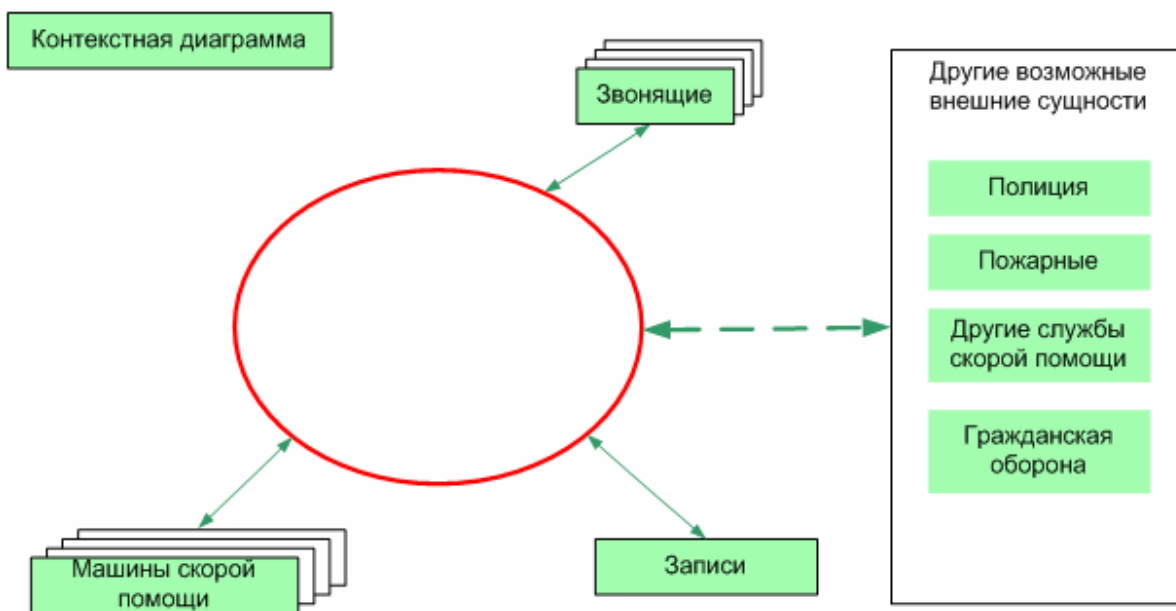 Контекстная диаграмма
Звонящие
Другие возможные
внешние сущности
Полиция
Пожарные
Другие службы
скорой помощи
Гражданская
оборона
Машины скорой
помощи
Записи